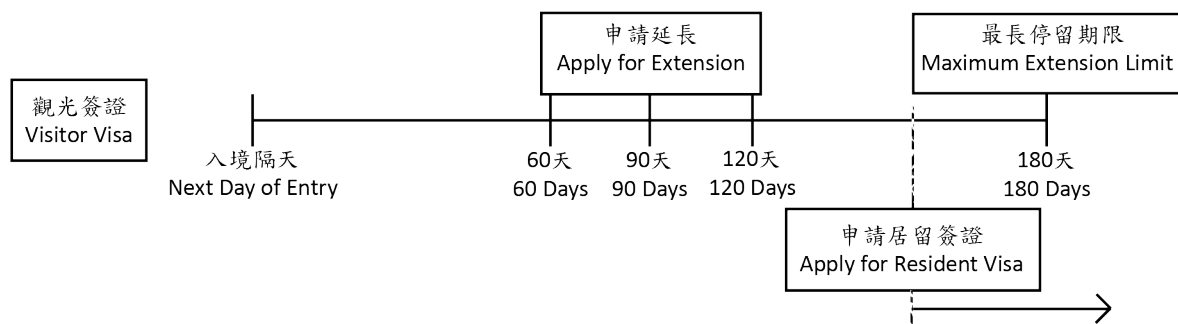 申請延長
Apply for Extension
最長停留期限
Maximum Extension Limit
觀光簽證
Visitor Visa
入境隔天
Next Day of Entry
60天
60 Days
90天
90 Days
120天
120 Days
180天
180 Days
申請居留簽證
Apply for Resident Visa